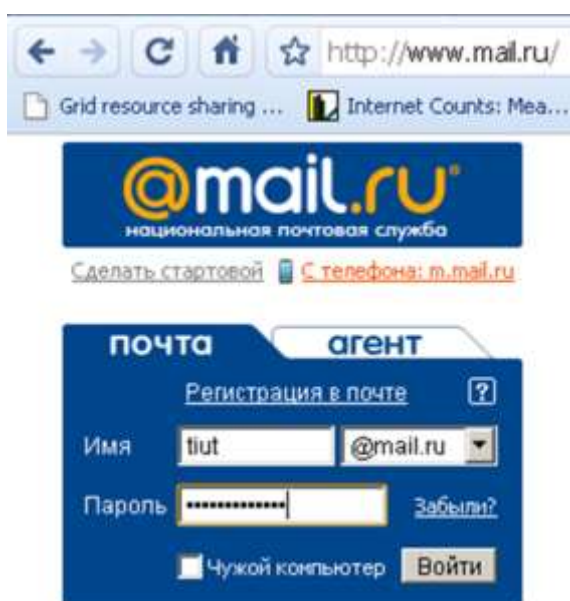 http://www.mail.ru/
Grid resource sharing ... Internet Counts: Mea...
@mail.ru®
национальная почтовая служба
Сделать стартовой С телефона: m.mail.ru
почта агент
Регистрация в почте ?
Имя tiut @mail.ru
Пароль ••••••••••••• Забыли?
Чужой компьютер Войти